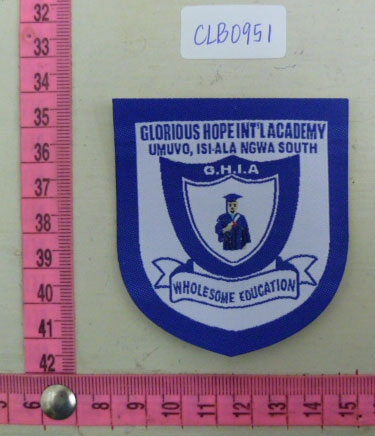 CLB0951
GLORIOUS HOPE INT'L ACADEMY
UMUVO, ISI-ALA NGWA SOUTH
G.H.I.A
WHOLESOME EDUCATION
32
33
34
35
36
37
38
39
40
41
42
5 6 8 9 10 11 12 13 14 15